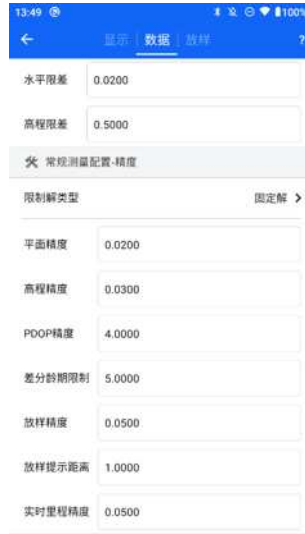 13:49 100%
显示 数据 放样 ?
水平限差 0.0200
高程限差 0.5000
常规测量配置-精度
限制解类型 固定解
平面精度 0.0200
高程精度 0.0300
PDOP精度 4.0000
差分龄期限制 5.0000
放样精度 0.0500
放样提示距离 1.0000
实时里程精度 0.0500